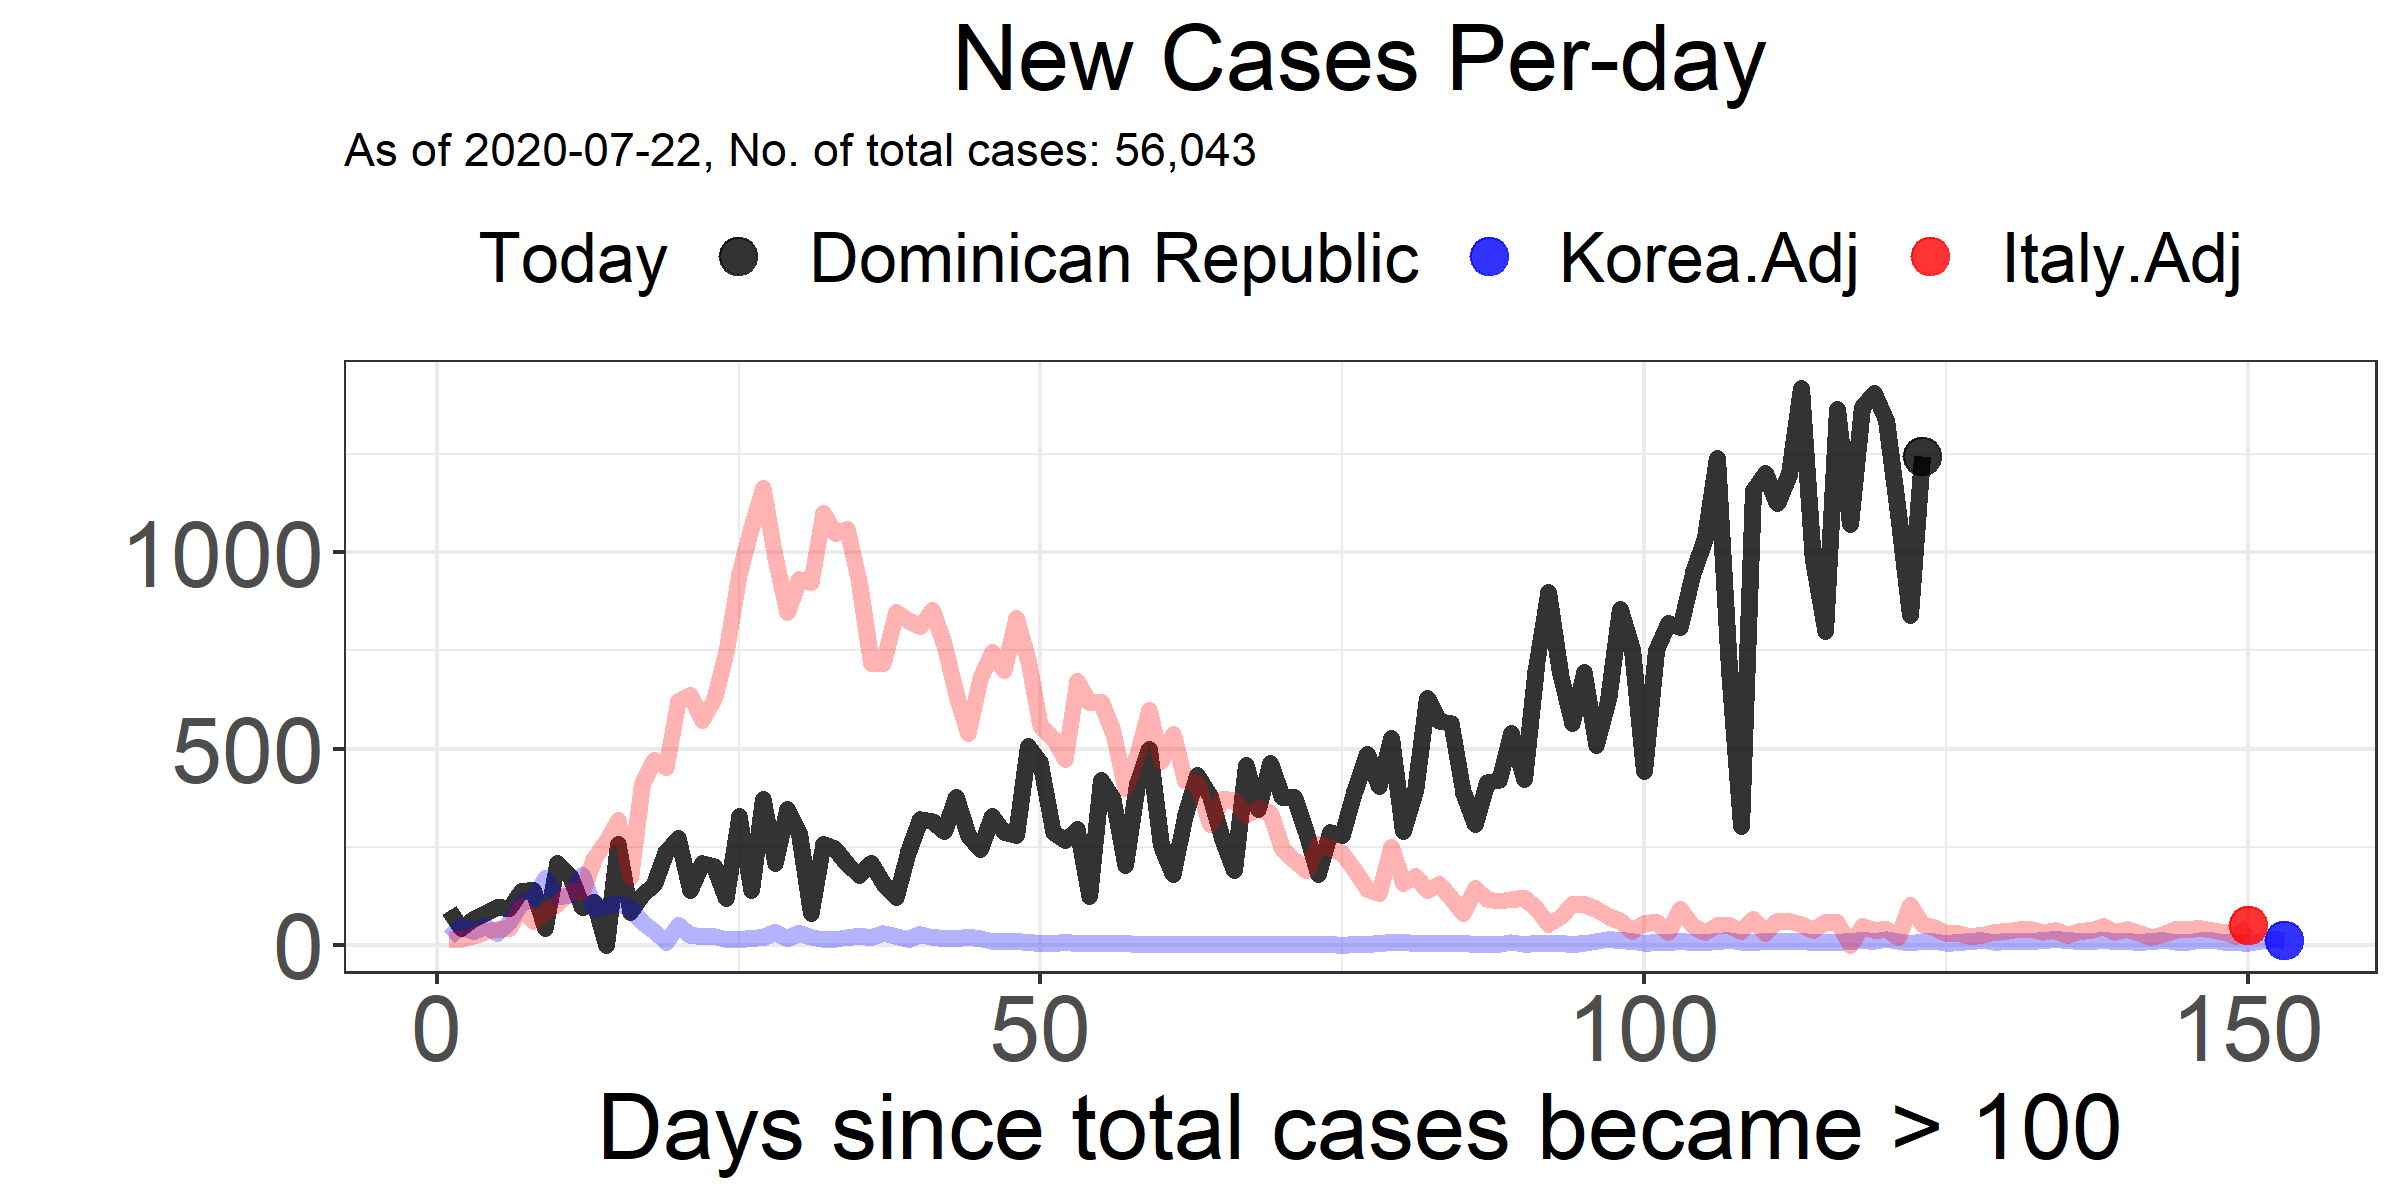 New Cases Per-day
As of 2020-07-22, No. of total cases: 56,043
Today Dominican Republic Korea.Adj Italy.Adj
1000
500
0
0 50 100 150
Days since total cases became > 100